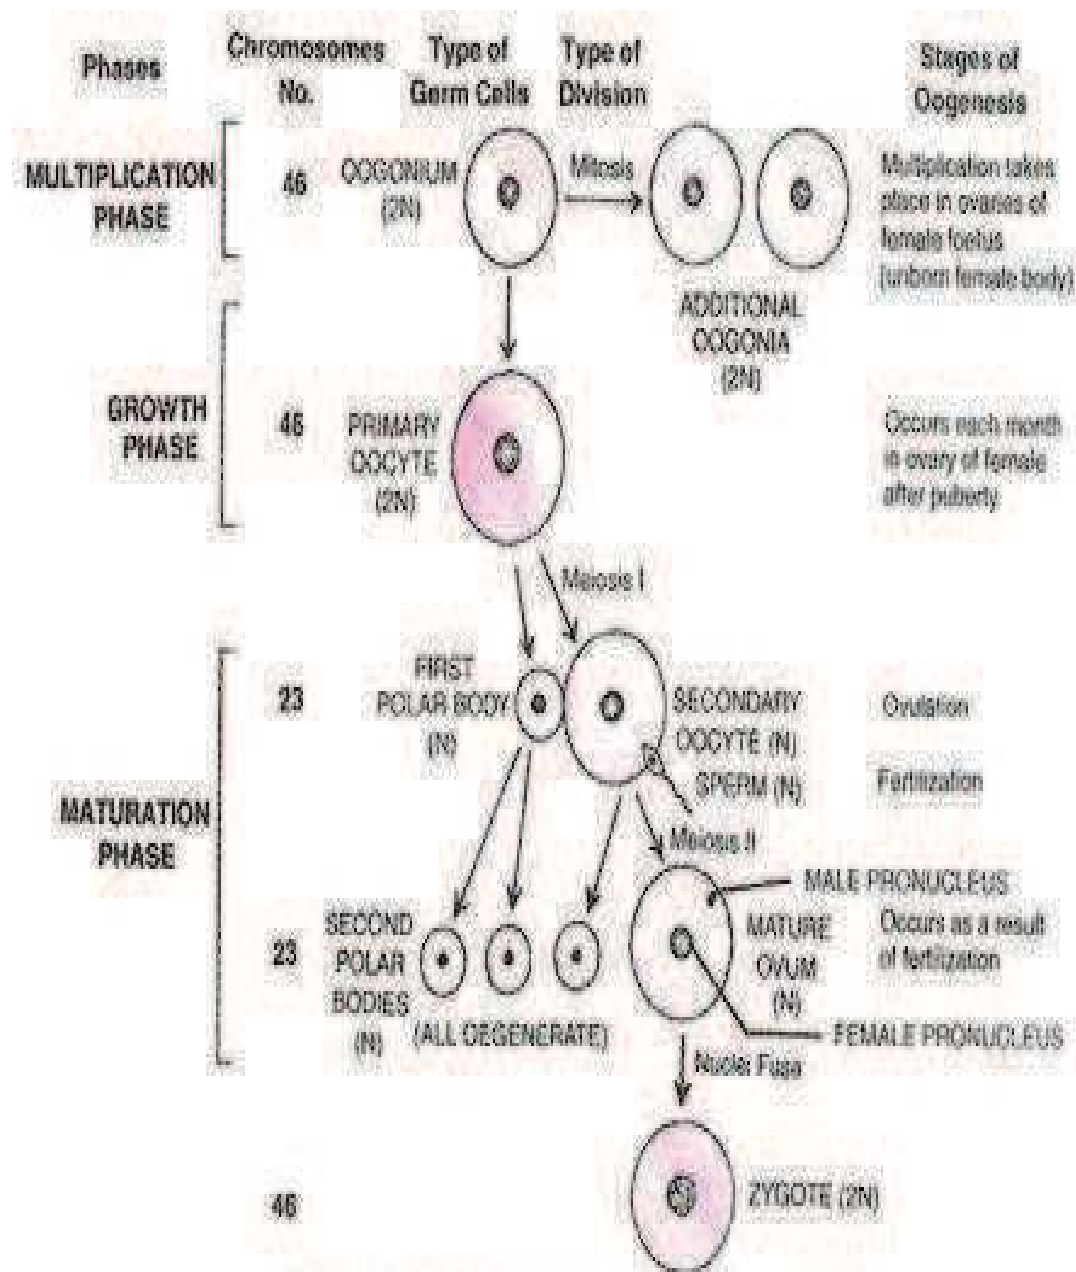 Phases
Chromosomes
No.
Type of
Germ Cells
Type of
Division
Stages of
Oogenesis
MULTIPLICATION
PHASE
46
OOGONIUM
(2N)
Mitosis
Multiplication takes
place in ovaries of
female foetus
(unborn female body)
ADDITIONAL
OOGONIA
(2N)
GROWTH
PHASE
46
PRIMARY
OOCYTE
(2N)
Occurs each month
in ovary of female
after puberty
Meiosis I
MATURATION
PHASE
23
FIRST
POLAR BODY
(N)
SECONDARY
OOCYTE (N)
SPERM (N)
Ovulation
Fertilization
Meiosis II
MALE PRONUCLEUS
23
SECOND
POLAR
BODIES
(N)
(ALL DEGENERATE)
MATURE
OVUM
(N)
Occurs as a result
of fertilization
FEMALE PRONUCLEUS
Nuclei Fuse
46
ZYGOTE (2N)